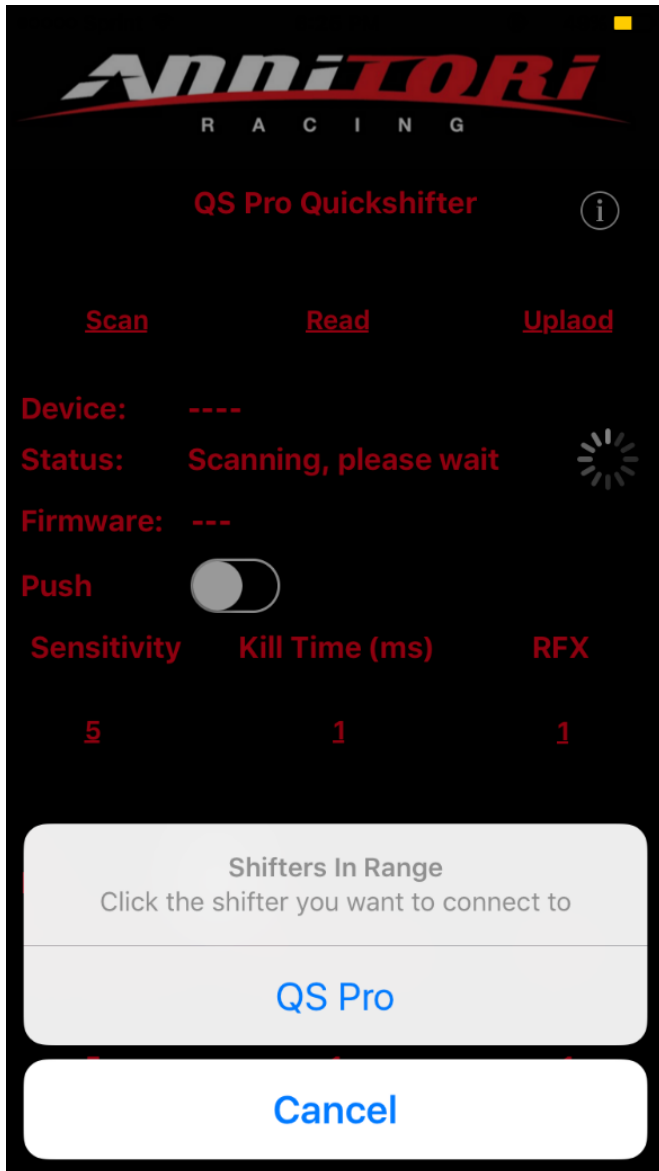 ANNITORI
RACING
QS Pro Quickshifter
i
Scan Read Uplaod
Device: ----
Status: Scanning, please wait
Firmware: ---
Push
Sensitivity Kill Time (ms) RFX
5 1 1
Shifters In Range
Click the shifter you want to connect to
QS Pro
Cancel